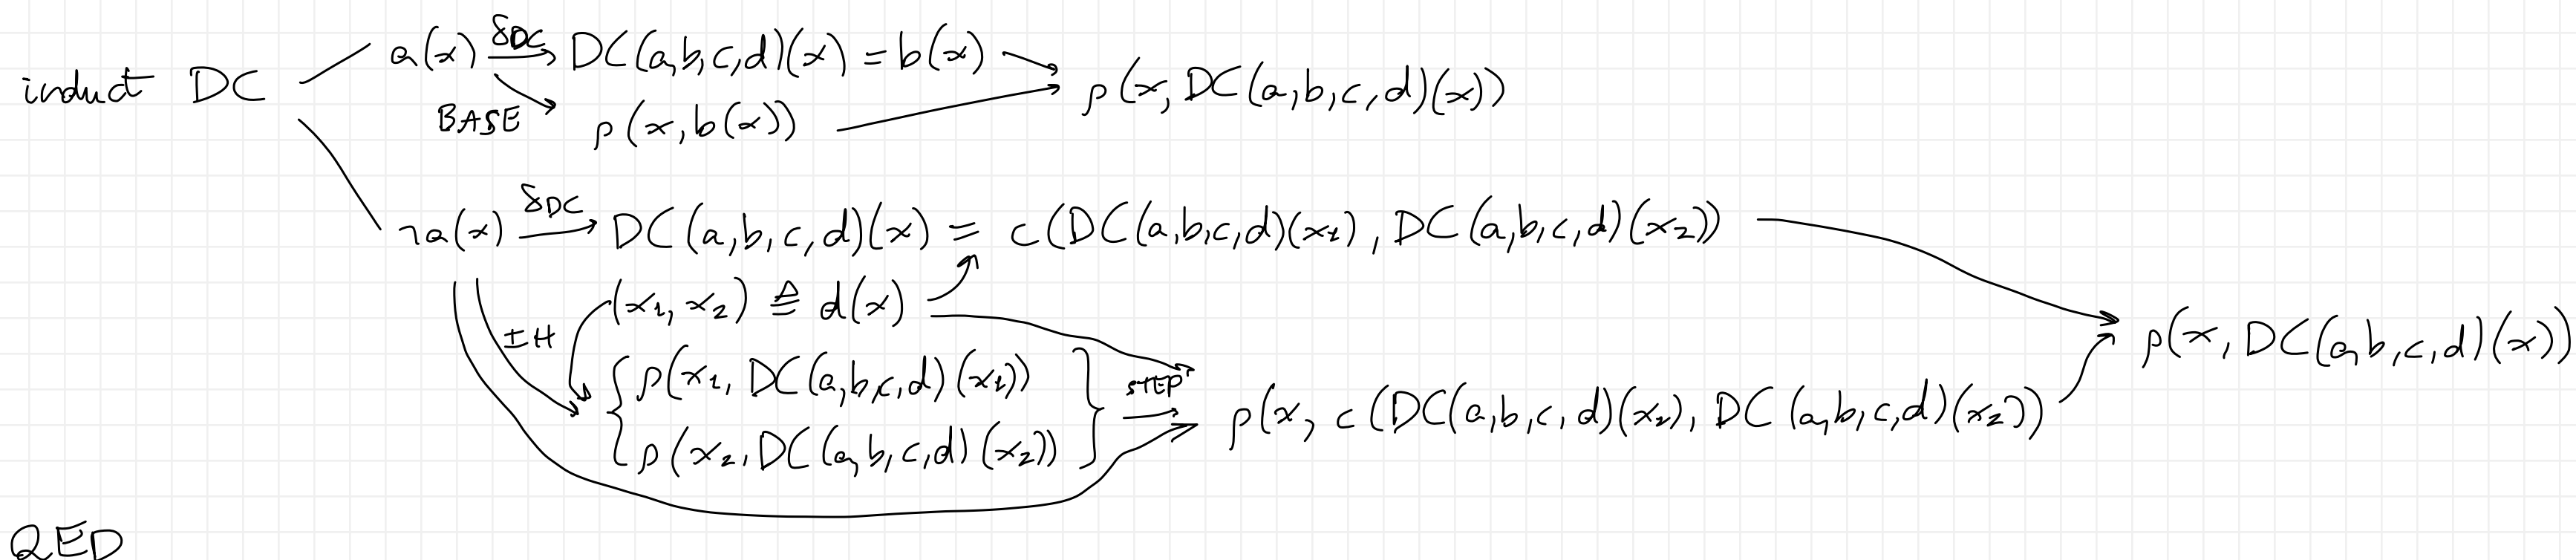 induct DC
a(x) δDC DC(a,b,c,d)(x) = b(x)
BASE ρ(x,b(x))
ρ(x, DC(a,b,c,d)(x))
¬a(x) δDC DC(a,b,c,d)(x) = c(DC(a,b,c,d)(x1), DC(a,b,c,d)(x2))
(x1, x2) ≜ d(x)
IH
ρ(x1, DC(a,b,c,d)(x1))
ρ(x2, DC(a,b,c,d)(x2))
STEP
ρ(x, c(DC(a,b,c,d)(x1), DC(a,b,c,d)(x2)))
ρ(x, DC(a,b,c,d)(x))
QED